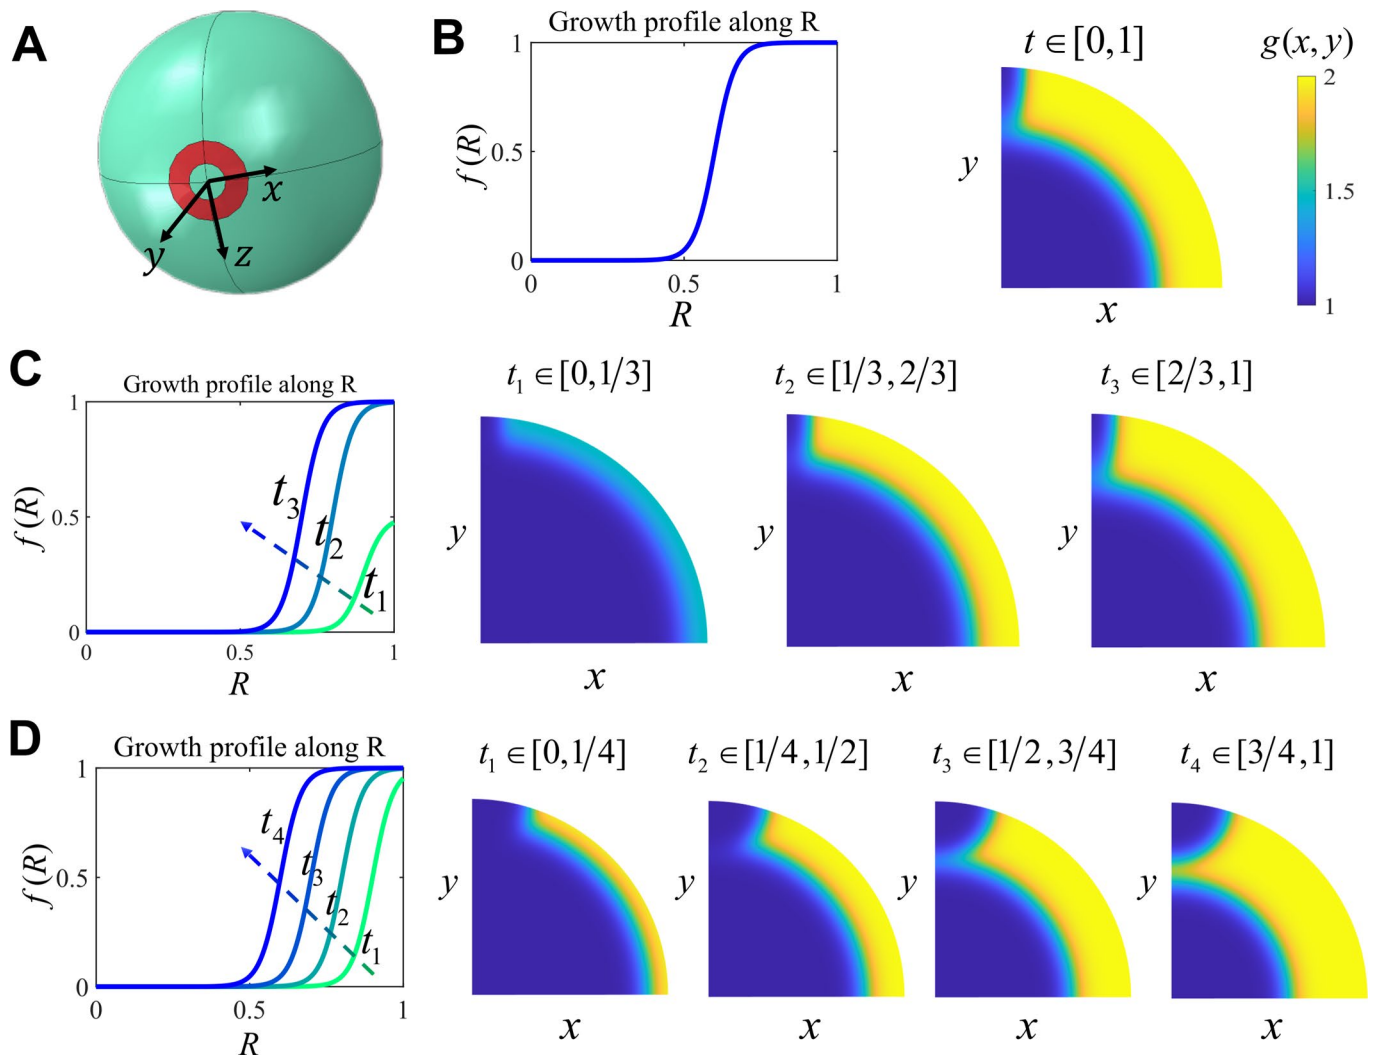 A
x
y
z
B
Growth profile along R
1
0.5
0
f(R)
0
0.5
1
R
t ∈ [0,1]
y
x
g(x, y)
2
1.5
1
C
Growth profile along R
1
0.5
0
f(R)
t₃
t₂
t₁
0
0.5
1
R
t₁ ∈ [0,1/3]
y
x
t₂ ∈ [1/3,2/3]
y
x
t₃ ∈ [2/3,1]
y
x
D
Growth profile along R
1
0.5
0
f(R)
t₄
t₃
t₂
t₁
0
0.5
1
R
t₁ ∈ [0,1/4]
y
x
t₂ ∈ [1/4,1/2]
y
x
t₃ ∈ [1/2,3/4]
y
x
t₄ ∈ [3/4,1]
y
x